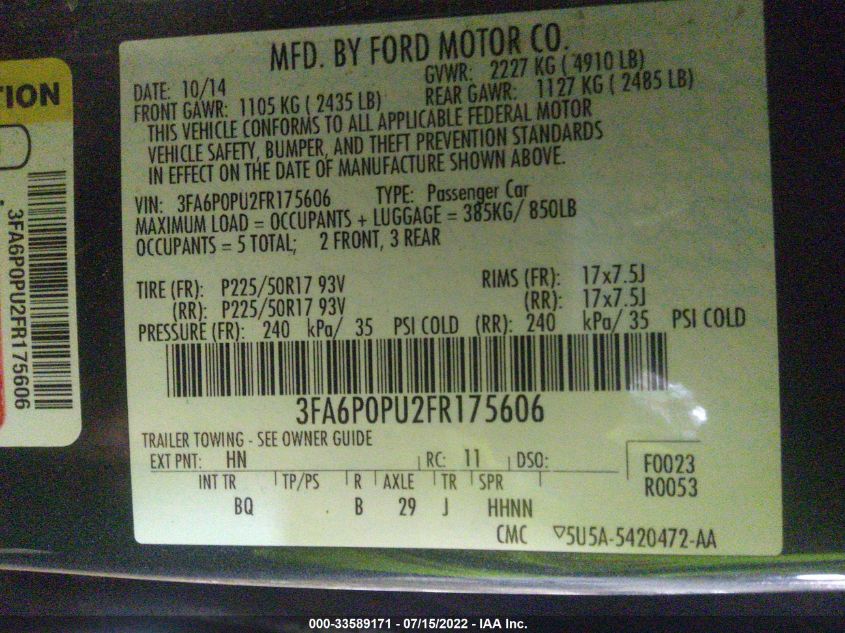 MFD. BY FORD MOTOR CO.
DATE: 10/14 GVWR: 2227 KG ( 4910 LB)
FRONT GAWR: 1105 KG ( 2435 LB) REAR GAWR: 1127 KG ( 2485 LB)
THIS VEHICLE CONFORMS TO ALL APPLICABLE FEDERAL MOTOR
VEHICLE SAFETY, BUMPER, AND THEFT PREVENTION STANDARDS
IN EFFECT ON THE DATE OF MANUFACTURE SHOWN ABOVE.
VIN: 3FA6P0PU2FR175606 TYPE: Passenger Car
MAXIMUM LOAD = OCCUPANTS + LUGGAGE = 385KG/ 850LB
OCCUPANTS = 5 TOTAL; 2 FRONT, 3 REAR
TIRE (FR): P225/50R17 93V RIMS (FR): 17x7.5J
(RR): P225/50R17 93V (RR): 17x7.5J
PRESSURE (FR): 240 kPa/ 35 PSI COLD (RR): 240 kPa/ 35 PSI COLD
3FA6P0PU2FR175606
TRAILER TOWING - SEE OWNER GUIDE
EXT PNT: HN RC: 11 DSO:
F0023
R0053
INT TR TP/PS R AXLE TR SPR
BQ B 29 J HHNN
CMC ▽5U5A-5420472-AA
TION
3FA6P0PU2FR175606
000-33589171 - 07/15/2022 - IAA Inc.